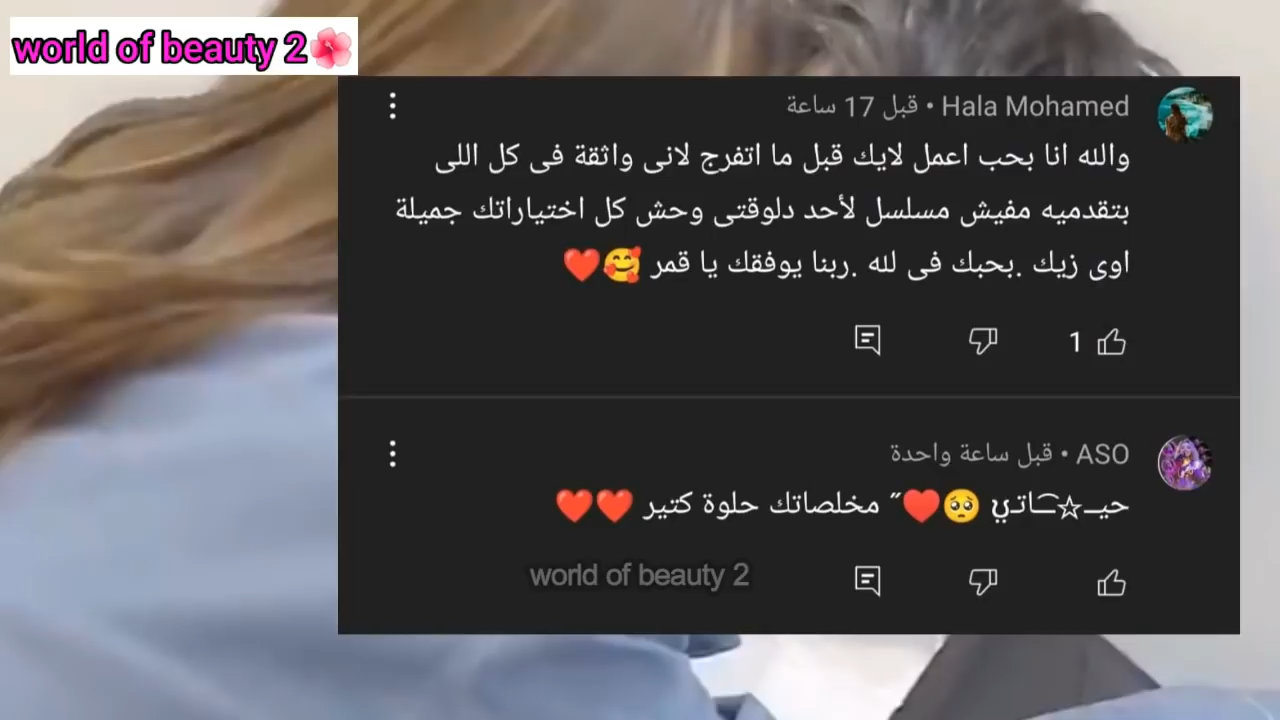 world of beauty 2🌺
Hala Mohamed • قبل 17 ساعة
والله انا بحب اعمل لايك قبل ما اتفرج لانى واثقة فى كل اللى
بتقدميه مفيش مسلسل لأحد دلوقتى وحش كل اختياراتك جميلة
اوى زيك .بحبك فى لله .ربنا يوفقك يا قمر 🥰❤️
1
ASO • قبل ساعة واحدة
حيــ☆ـاتـي 🥺❤️˝ مخلصاتك حلوة كتير ❤️❤️
world of beauty 2